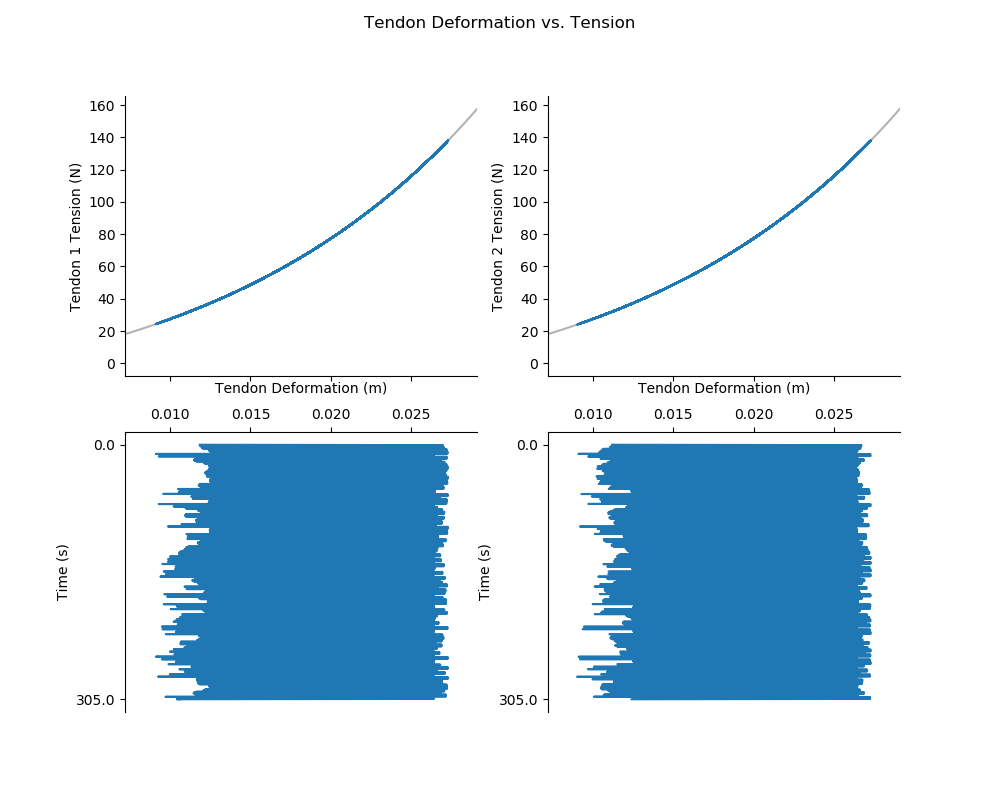 Tendon Deformation vs. Tension
160
140
120
100
80
60
40
20
0
Tendon 1 Tension (N)
Tendon Deformation (m)
160
140
120
100
80
60
40
20
0
Tendon 2 Tension (N)
Tendon Deformation (m)
0.010 0.015 0.020 0.025
0.0
305.0
Time (s)
0.010 0.015 0.020 0.025
0.0
305.0
Time (s)